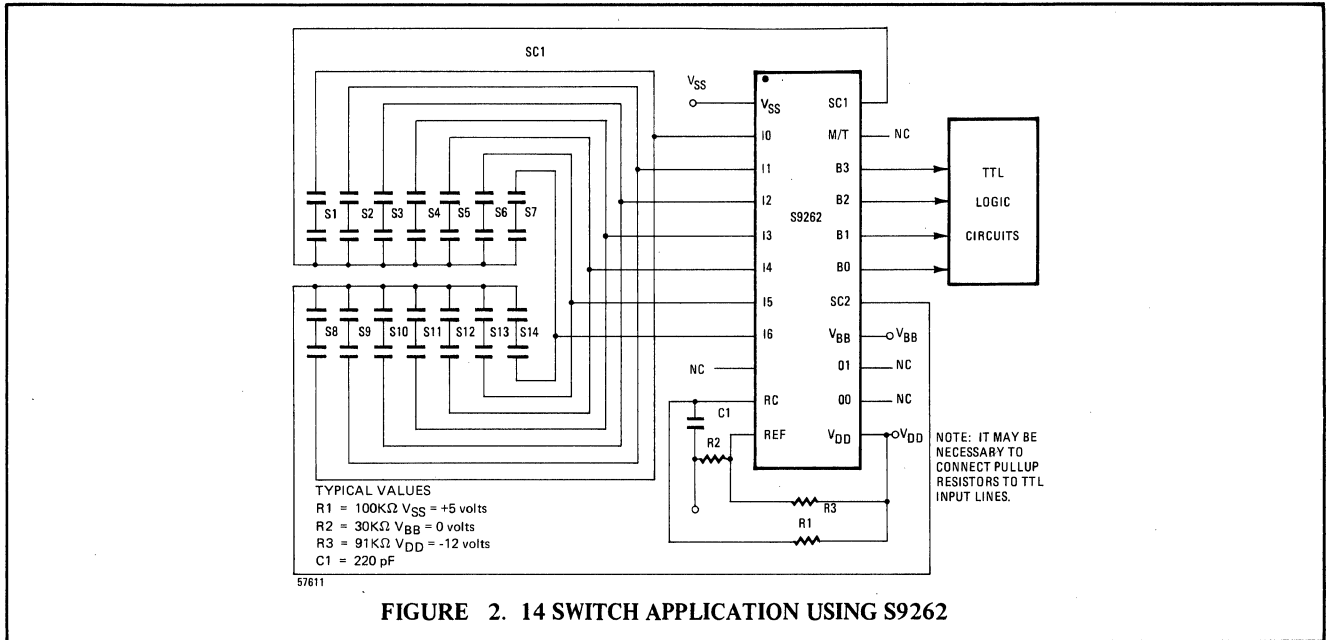 SC1
VSS
VSS
SC1
I0
M/T
NC
I1
B3
TTL
S1
S2
S3
S4
S5
S6
S7
I2
B2
LOGIC
S9262
I3
B1
CIRCUITS
I4
B0
I5
SC2
S8
S9
S10
S11
S12
S13
S14
I6
VBB
VBB
NC
01
NC
RC
C1
00
NC
REF
R2
VDD
VDD
NOTE: IT MAY BE
NECESSARY TO
CONNECT PULLUP
RESISTORS TO TTL
INPUT LINES.
R3
R1
TYPICAL VALUES
R1 = 100KΩ VSS = +5 volts
R2 = 30KΩ VBB = 0 volts
R3 = 91KΩ VDD = -12 volts
C1 = 220 pF
57611
FIGURE 2. 14 SWITCH APPLICATION USING S9262